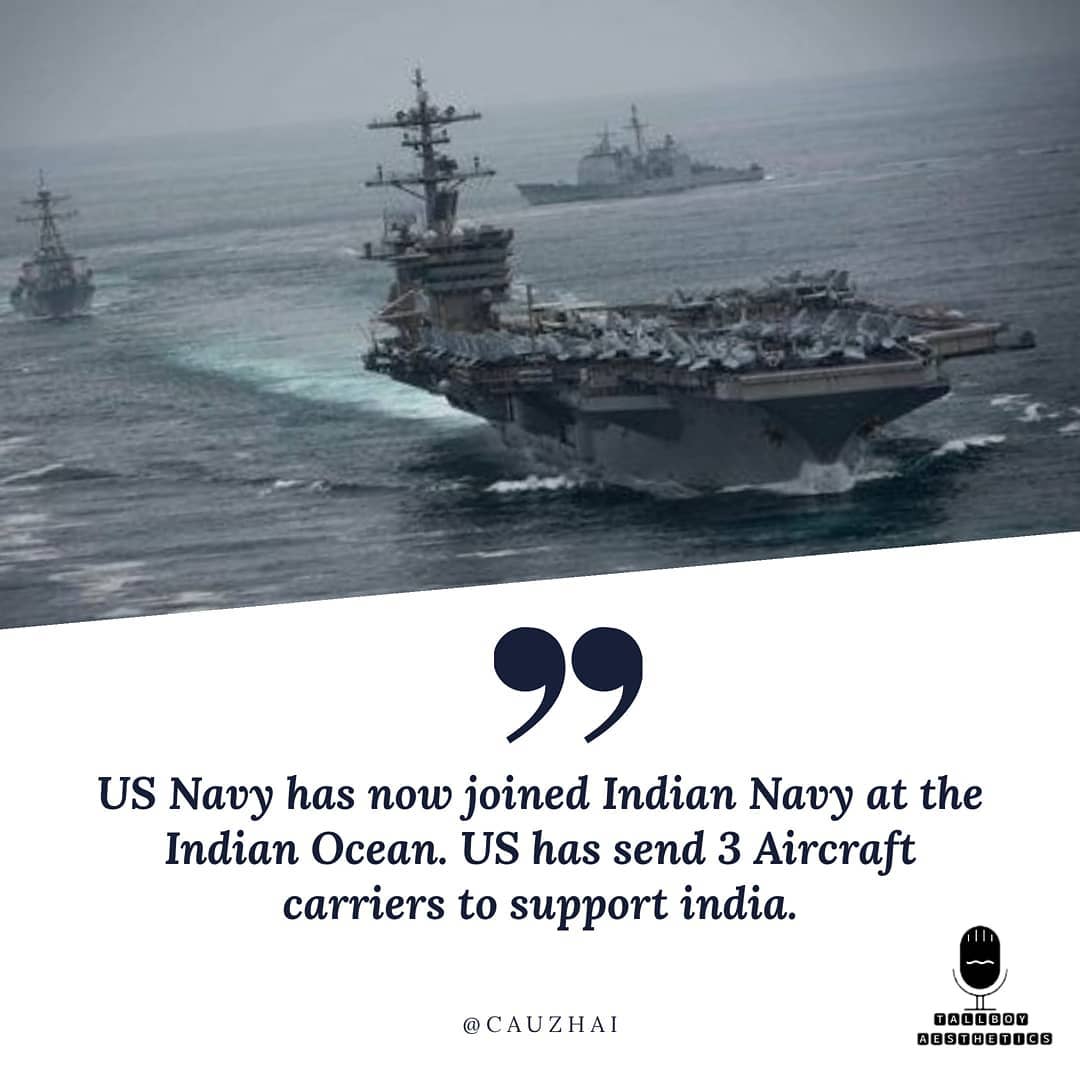 US Navy has now joined Indian Navy at the
Indian Ocean. US has send 3 Aircraft
carriers to support india.
@CAUZHAI
TALLBOY
AESTHETICS